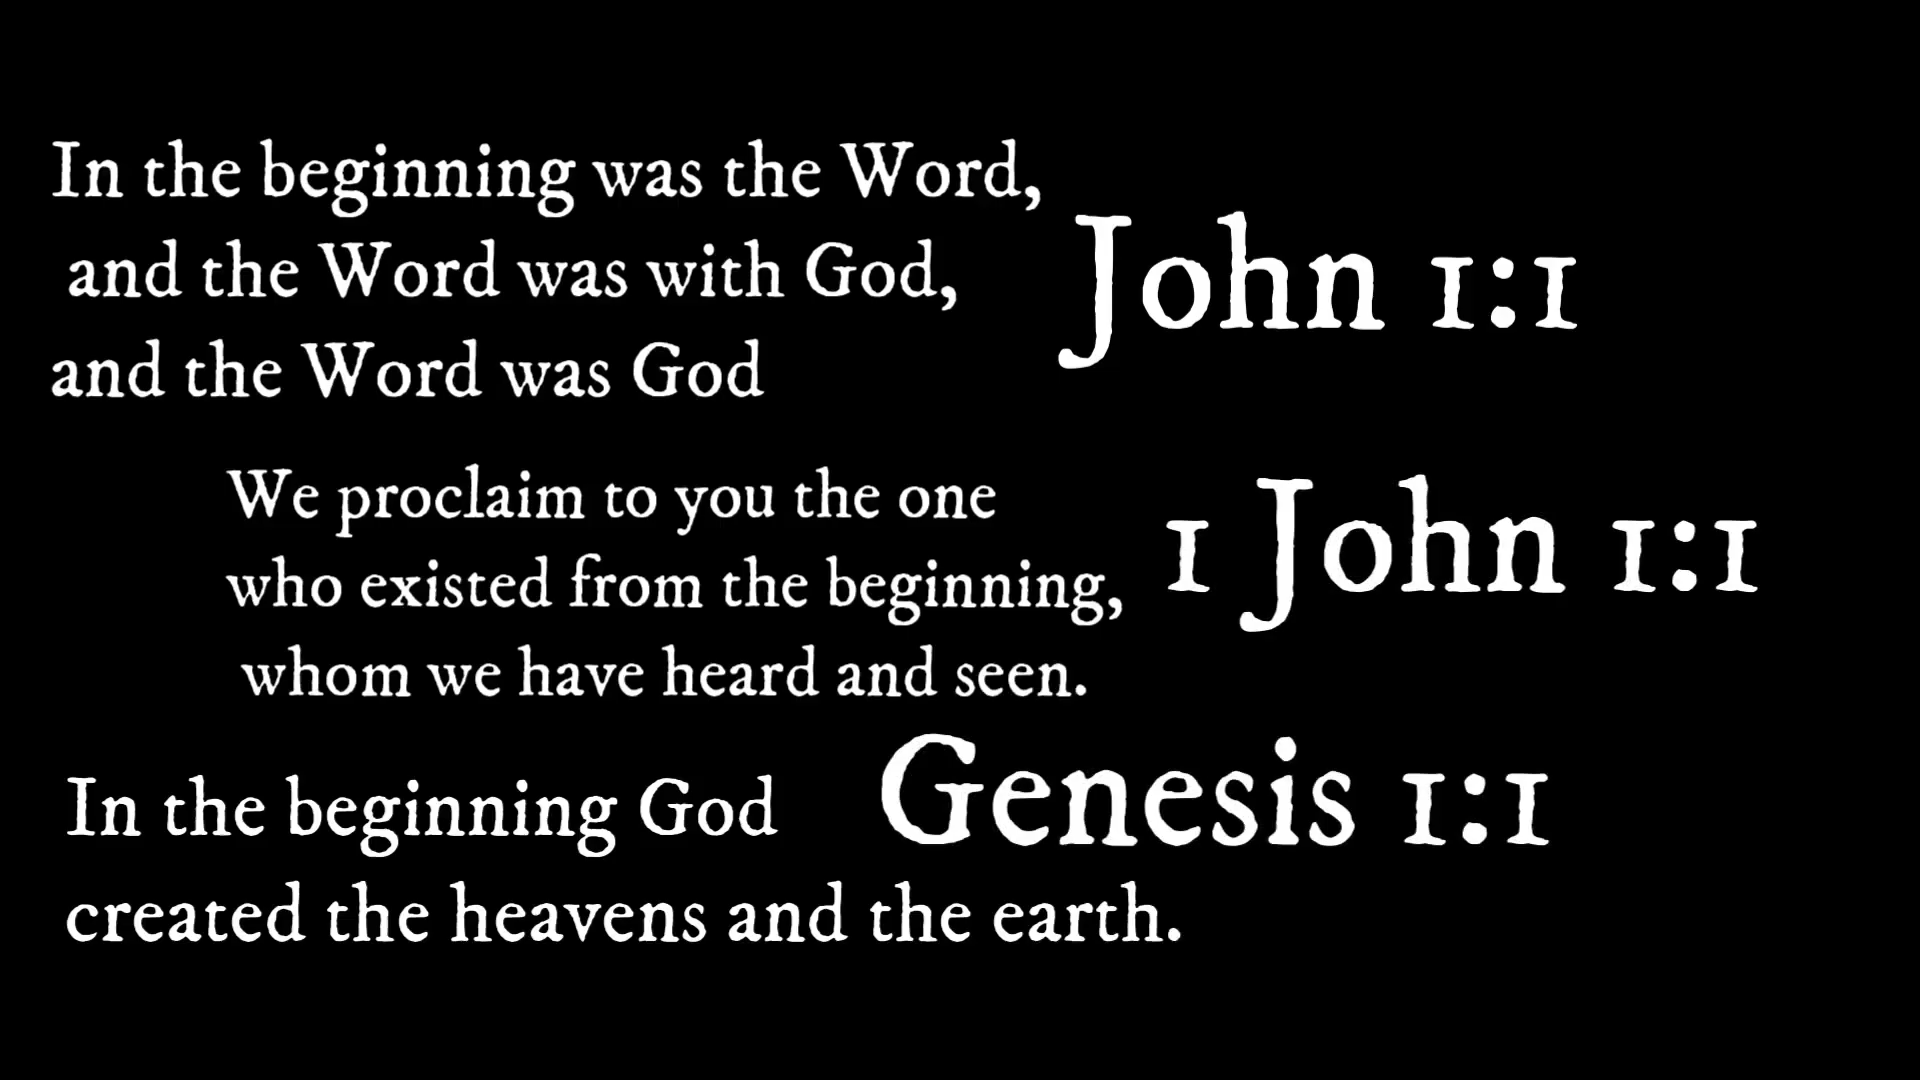 In the beginning was the Word,
and the Word was with God,
and the Word was God
John 1:1
We proclaim to you the one
who existed from the beginning,
whom we have heard and seen.
1 John 1:1
In the beginning God
created the heavens and the earth.
Genesis 1:1